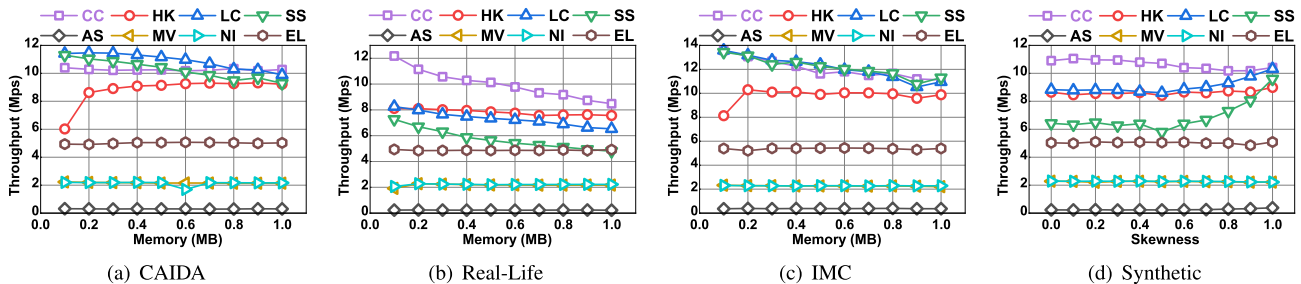 CC HK LC SS
AS MV NI EL
Throughput (Mps)
12
10
8
6
4
2
0
0.0 0.2 0.4 0.6 0.8 1.0
Memory (MB)
(a) CAIDA
CC HK LC SS
AS MV NI EL
Throughput (Mps)
14
12
10
8
6
4
2
0
0.0 0.2 0.4 0.6 0.8 1.0
Memory (MB)
(b) Real-Life
CC HK LC SS
AS MV NI EL
Throughput (Mps)
14
12
10
8
6
4
2
0
0.0 0.2 0.4 0.6 0.8 1.0
Memory (MB)
(c) IMC
CC HK LC SS
AS MV NI EL
Throughput (Mps)
12
10
8
6
4
2
0
0.0 0.2 0.4 0.6 0.8 1.0
Skewness
(d) Synthetic